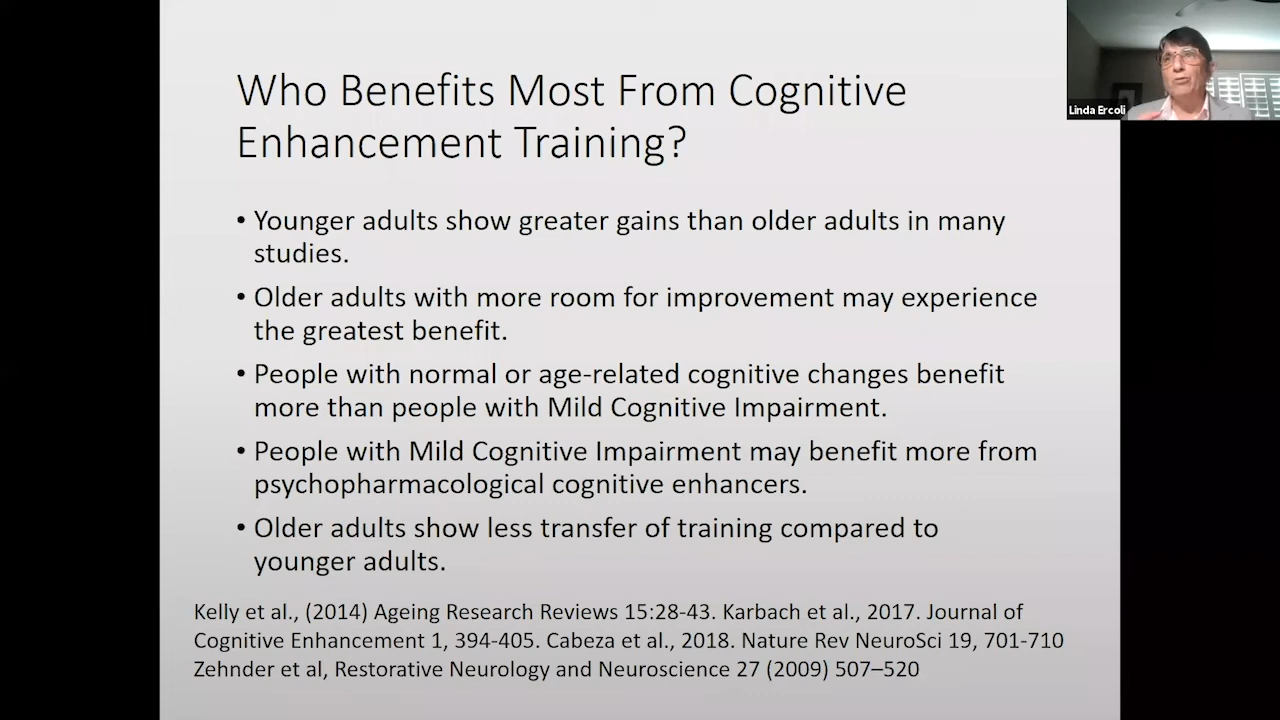 Who Benefits Most From Cognitive
Enhancement Training?
Linda Ercoli
• Younger adults show greater gains than older adults in many
studies.
• Older adults with more room for improvement may experience
the greatest benefit.
• People with normal or age-related cognitive changes benefit
more than people with Mild Cognitive Impairment.
• People with Mild Cognitive Impairment may benefit more from
psychopharmacological cognitive enhancers.
• Older adults show less transfer of training compared to
younger adults.
Kelly et al., (2014) Ageing Research Reviews 15:28-43. Karbach et al., 2017. Journal of
Cognitive Enhancement 1, 394-405. Cabeza et al., 2018. Nature Rev NeuroSci 19, 701-710
Zehnder et al, Restorative Neurology and Neuroscience 27 (2009) 507–520